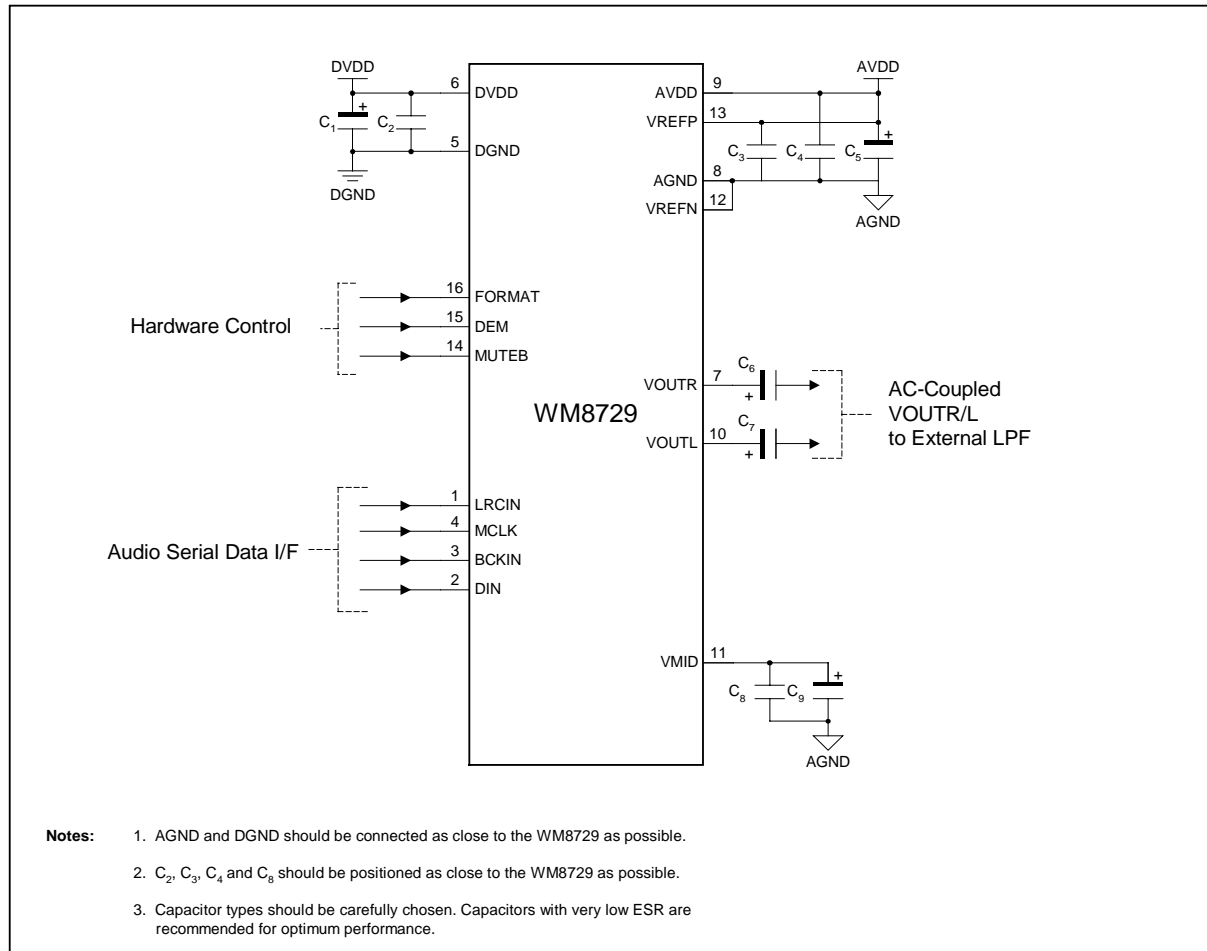 DVDD
6 DVDD
+
C1 C2
5 DGND
DGND
AVDD
AVDD 9
VREFP 13
+
C3 C4 C5
AGND 8
VREFN 12
AGND
Hardware Control
16 FORMAT
15 DEM
14 MUTEB
WM8729
VOUTR 7
C6
+
VOUTL 10
C7
+
AC-Coupled
VOUTR/L
to External LPF
Audio Serial Data I/F
1 LRCIN
4 MCLK
3 BCKIN
2 DIN
VMID 11
+
C8 C9
AGND
Notes: 1. AGND and DGND should be connected as close to the WM8729 as possible.
2. C2, C3, C4 and C8 should be positioned as close to the WM8729 as possible.
3. Capacitor types should be carefully chosen. Capacitors with very low ESR are
recommended for optimum performance.